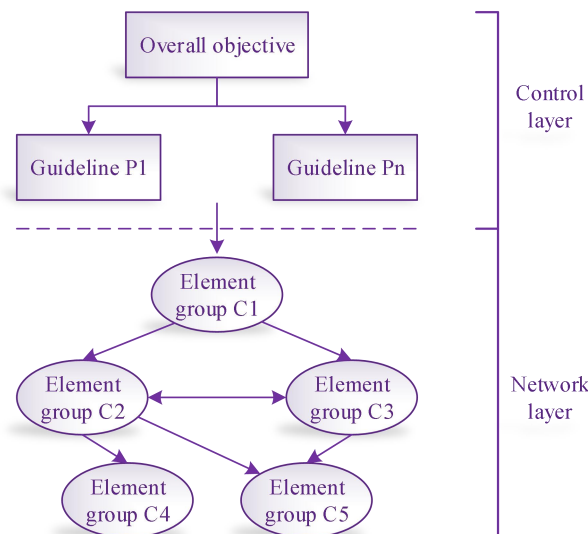 Overall objective
Control
layer
Guideline P1
Guideline Pn
Element
group C1
Element
group C2
Element
group C3
Network
layer
Element
group C4
Element
group C5